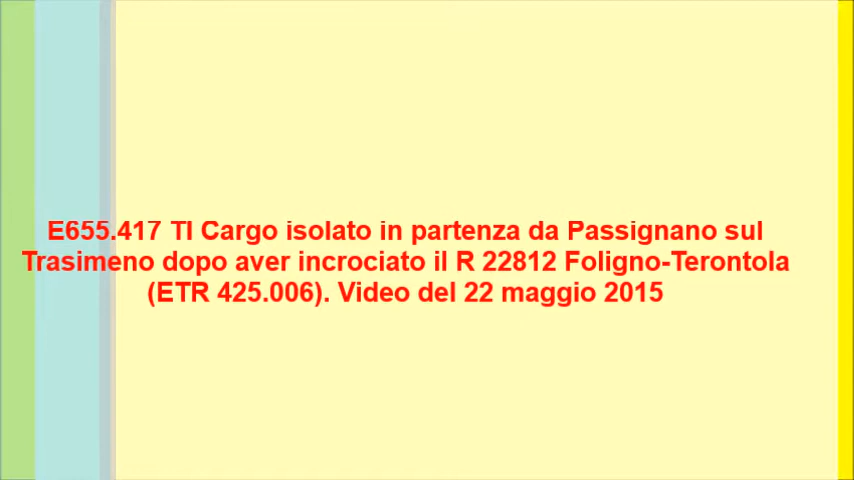 E655.417 TI Cargo isolato in partenza da Passignano sul
Trasimeno dopo aver incrociato il R 22812 Foligno-Terontola
(ETR 425.006). Video del 22 maggio 2015